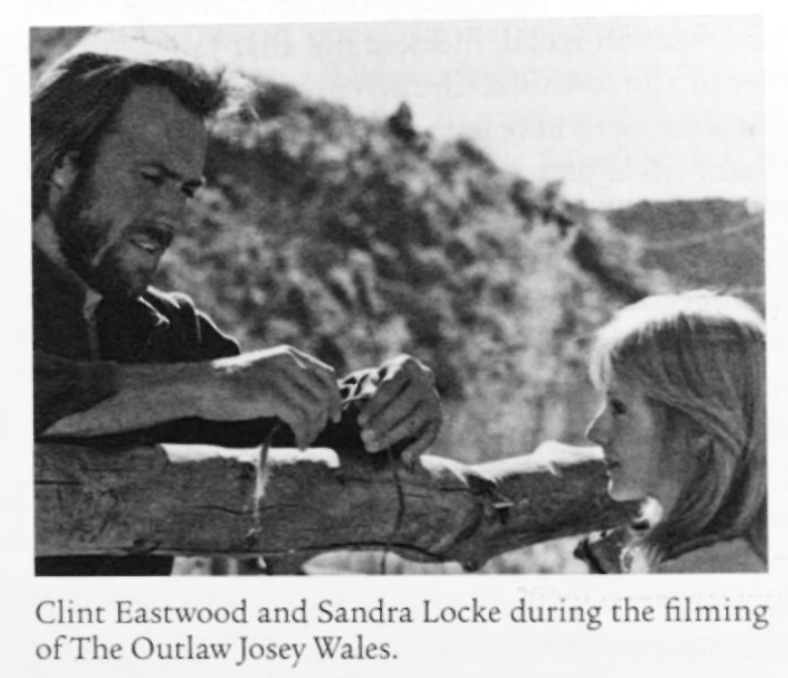 Clint Eastwood and Sandra Locke during the filming
of The Outlaw Josey Wales.